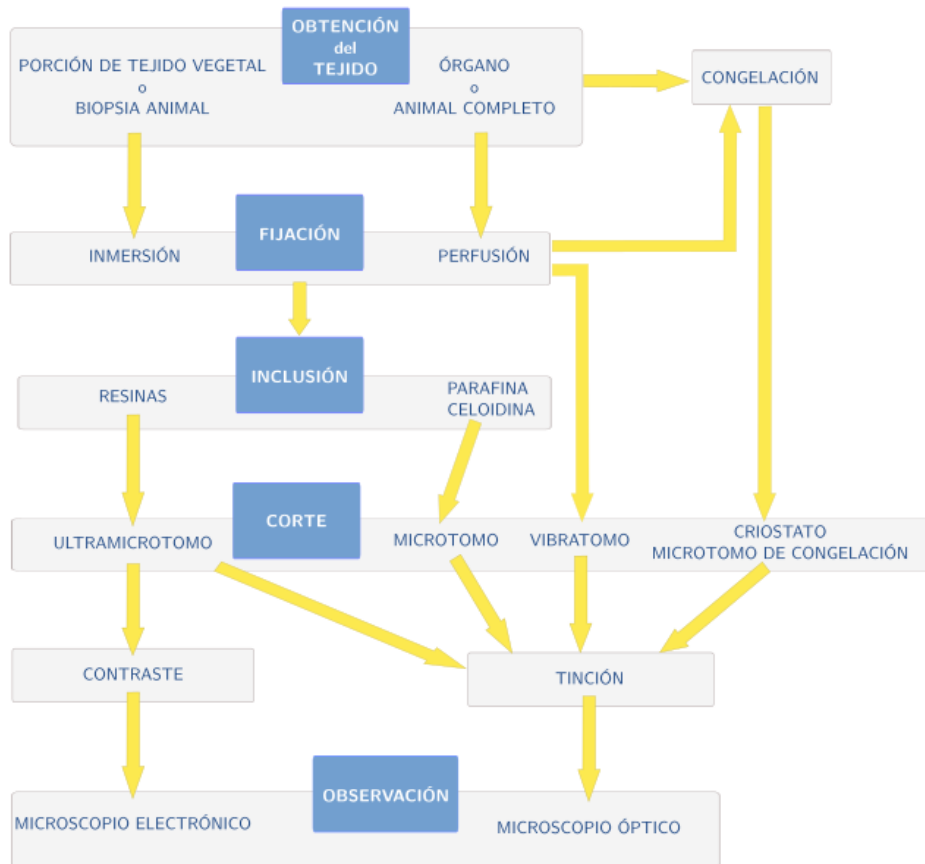 OBTENCIÓN
del
TEJIDO
PORCIÓN DE TEJIDO VEGETAL
o
BIOPSIA ANIMAL
ÓRGANO
o
ANIMAL COMPLETO
CONGELACIÓN
FIJACIÓN
INMERSIÓN
PERFUSIÓN
INCLUSIÓN
RESINAS
PARAFINA
CELOIDINA
CORTE
ULTRAMICROTOMO
MICROTOMO
VIBRATOMO
CRIOSTATO
MICROTOMO DE CONGELACIÓN
CONTRASTE
TINCIÓN
OBSERVACIÓN
MICROSCOPIO ELECTRÓNICO
MICROSCOPIO ÓPTICO